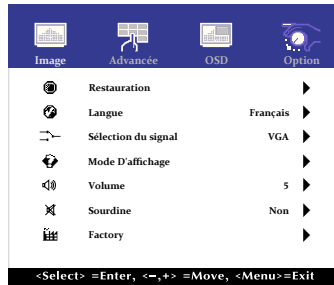 Image Avancée OSD Option
Restauration
Langue Français
Sélection du signal VGA
Mode D'affichage
Volume 5
Sourdine Non
Factory
<Select> =Enter, <−,+> =Move, <Menu>=Exit